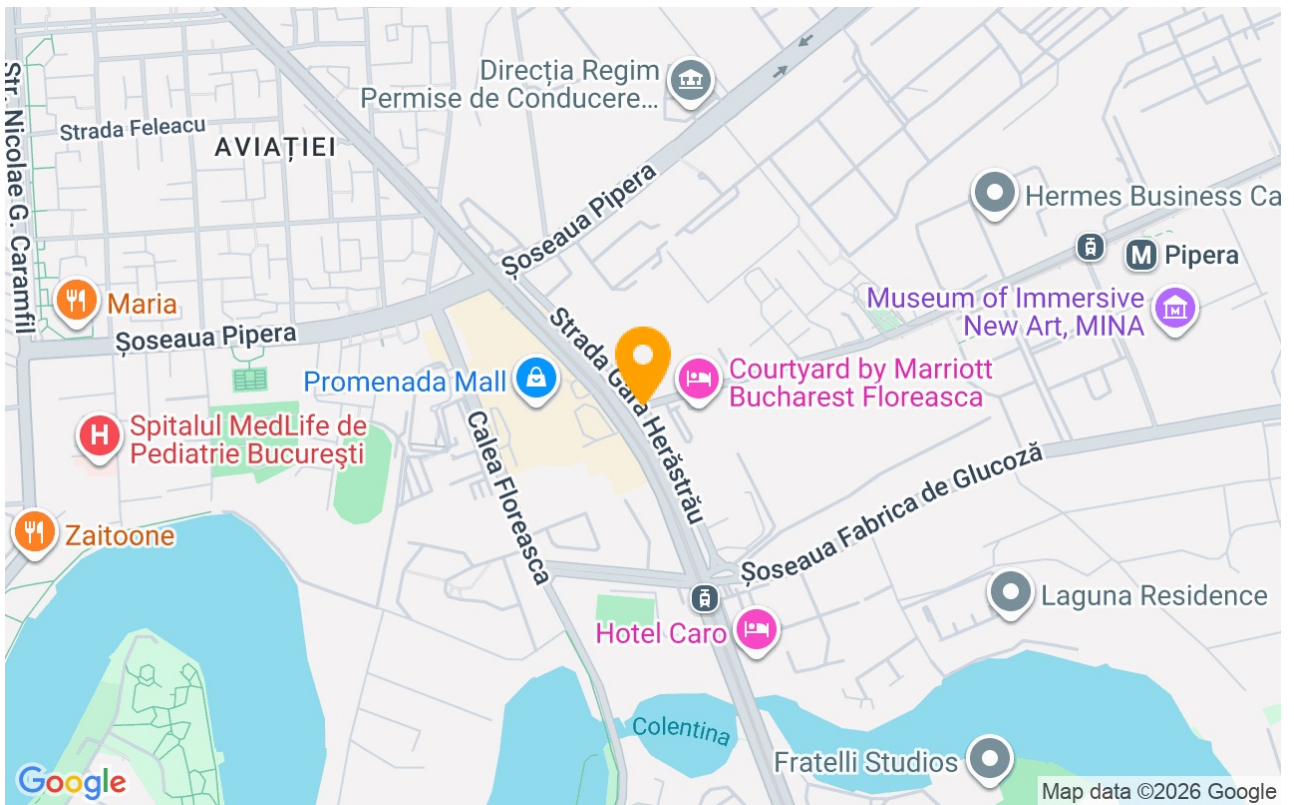 Direcția Regim
Permise de Conducere...
Str. Nicolae G. Caramfil
Strada Feleacu
AVIAȚIEI
Șoseaua Pipera
Hermes Business Ca
M Pipera
Maria
Șoseaua Pipera
Museum of Immersive
New Art, MINA
Strada Gara Herăstrău
Promenada Mall
Courtyard by Marriott
Bucharest Floreasca
H Spitalul MedLife de
Pediatrie București
Calea Floreasca
Zaitoone
Șoseaua Fabrica de Glucoză
Laguna Residence
Hotel Caro
Colentina
Fratelli Studios
Google
Map data ©2026 Google